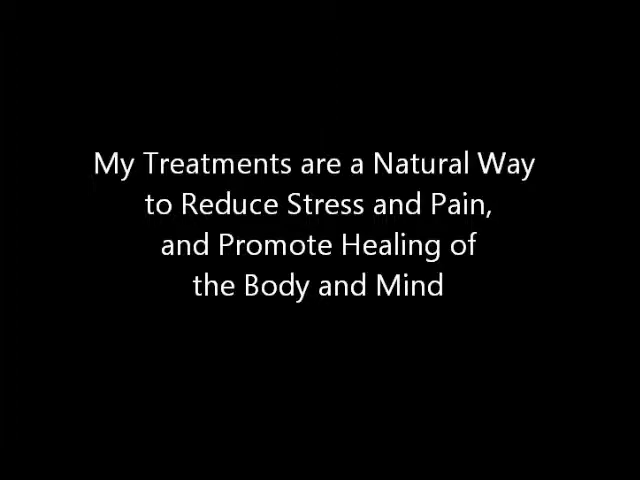 My Treatments are a Natural Way
to Reduce Stress and Pain,
and Promote Healing of
the Body and Mind